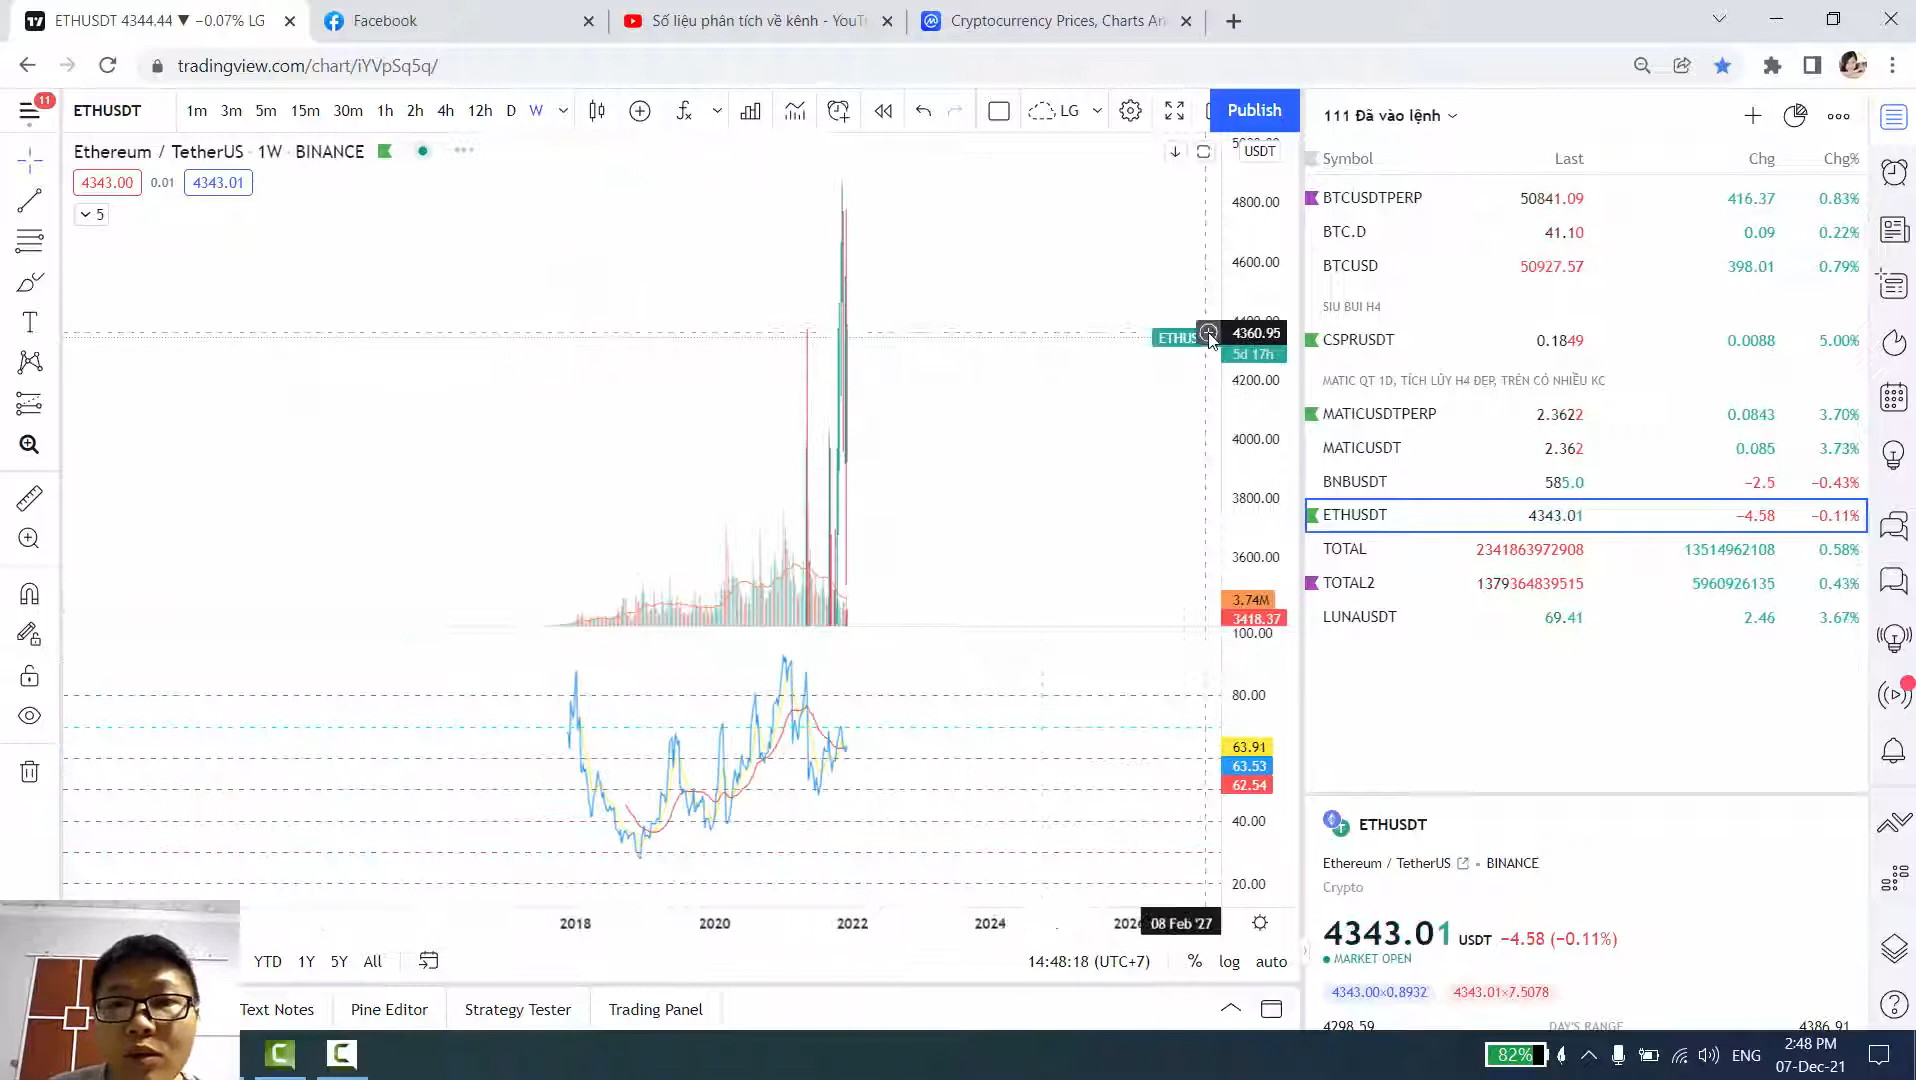 ETHUSDT 4344.44 ▼ −0.07% LG
Facebook
Số liệu phân tích về kênh - YouT
Cryptocurrency Prices, Charts An
tradingview.com/chart/iYVpSq5q/
11
ETHUSDT 1m 3m 5m 15m 30m 1h 2h 4h 12h D W LG Publish
Ethereum / TetherUS · 1W · BINANCE
4343.00 0.01 4343.01
5
USDT
4800.00
4600.00
4360.95
ETHUS
5d 17h
4200.00
4000.00
3800.00
3600.00
3.74M
3418.37
100.00
80.00
63.91
63.53
62.54
40.00
20.00
2018 2020 2022 2024 08 Feb '27
YTD 1Y 5Y All 14:48:18 (UTC+7) % log auto
Text Notes Pine Editor Strategy Tester Trading Panel
111 Đã vào lệnh
Symbol Last Chg Chg%
BTCUSDTPERP 50841.09 416.37 0.83%
BTC.D 41.10 0.09 0.22%
BTCUSD 50927.57 398.01 0.79%
SIU BUI H4
CSPRUSDT 0.1849 0.0088 5.00%
MATIC QT 1D, TÍCH LŨY H4 ĐẸP, TRÊN CÓ NHIỀU KC
MATICUSDTPERP 2.3622 0.0843 3.70%
MATICUSDT 2.362 0.085 3.73%
BNBUSDT 585.0 −2.5 −0.43%
ETHUSDT 4343.01 −4.58 −0.11%
TOTAL 2341863972908 13514962108 0.58%
TOTAL2 1379364839515 5960926135 0.43%
LUNAUSDT 69.41 2.46 3.67%
ETHUSDT
Ethereum / TetherUS • BINANCE
Crypto
4343.01 USDT −4.58 (−0.11%)
MARKET OPEN
4343.00×0.8932 4343.01×7.5078
4298.59 DAY'S RANGE 4386.91
82% ENG 2:48 PM
07-Dec-21